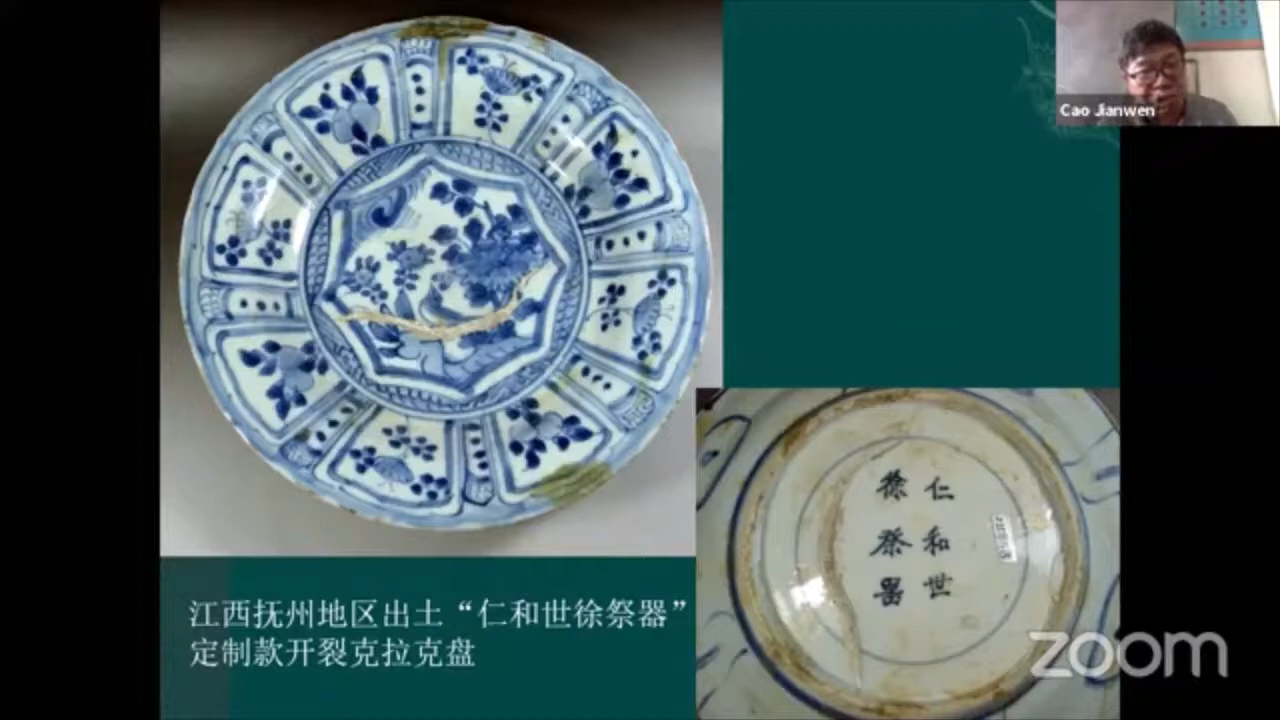 Cao Jianwen
仁和世
徐祭器
江西抚州地区出土“仁和世徐祭器”
定制款开裂克拉克盘
zoom